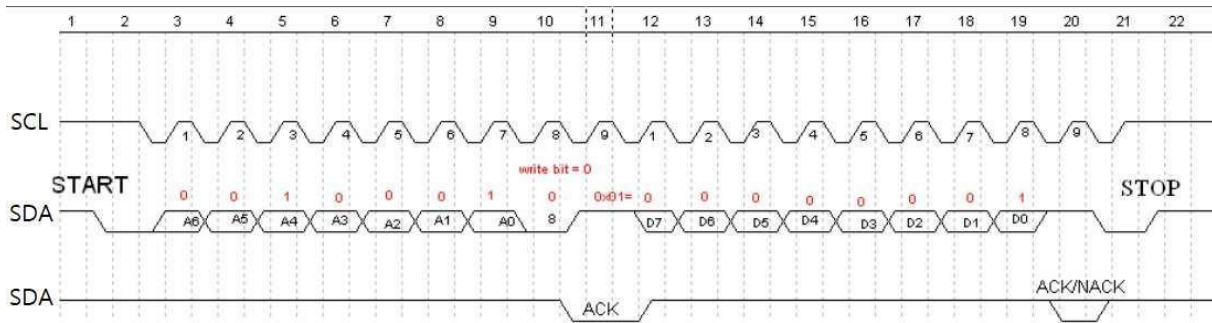 1 2 3 4 5 6 7 8 9 10 11 12 13 14 15 16 17 18 19 20 21 22
SCL 1 2 3 4 5 6 7 8 9 1 2 3 4 5 6 7 8 9
write bit = 0
START 0 0 1 0 0 0 1 0 0x01= 0 0 0 0 0 0 0 1 STOP
SDA A6 A5 A4 A3 A2 A1 A0 8 D7 D6 D5 D4 D3 D2 D1 D0
ACK/NACK
SDA ACK